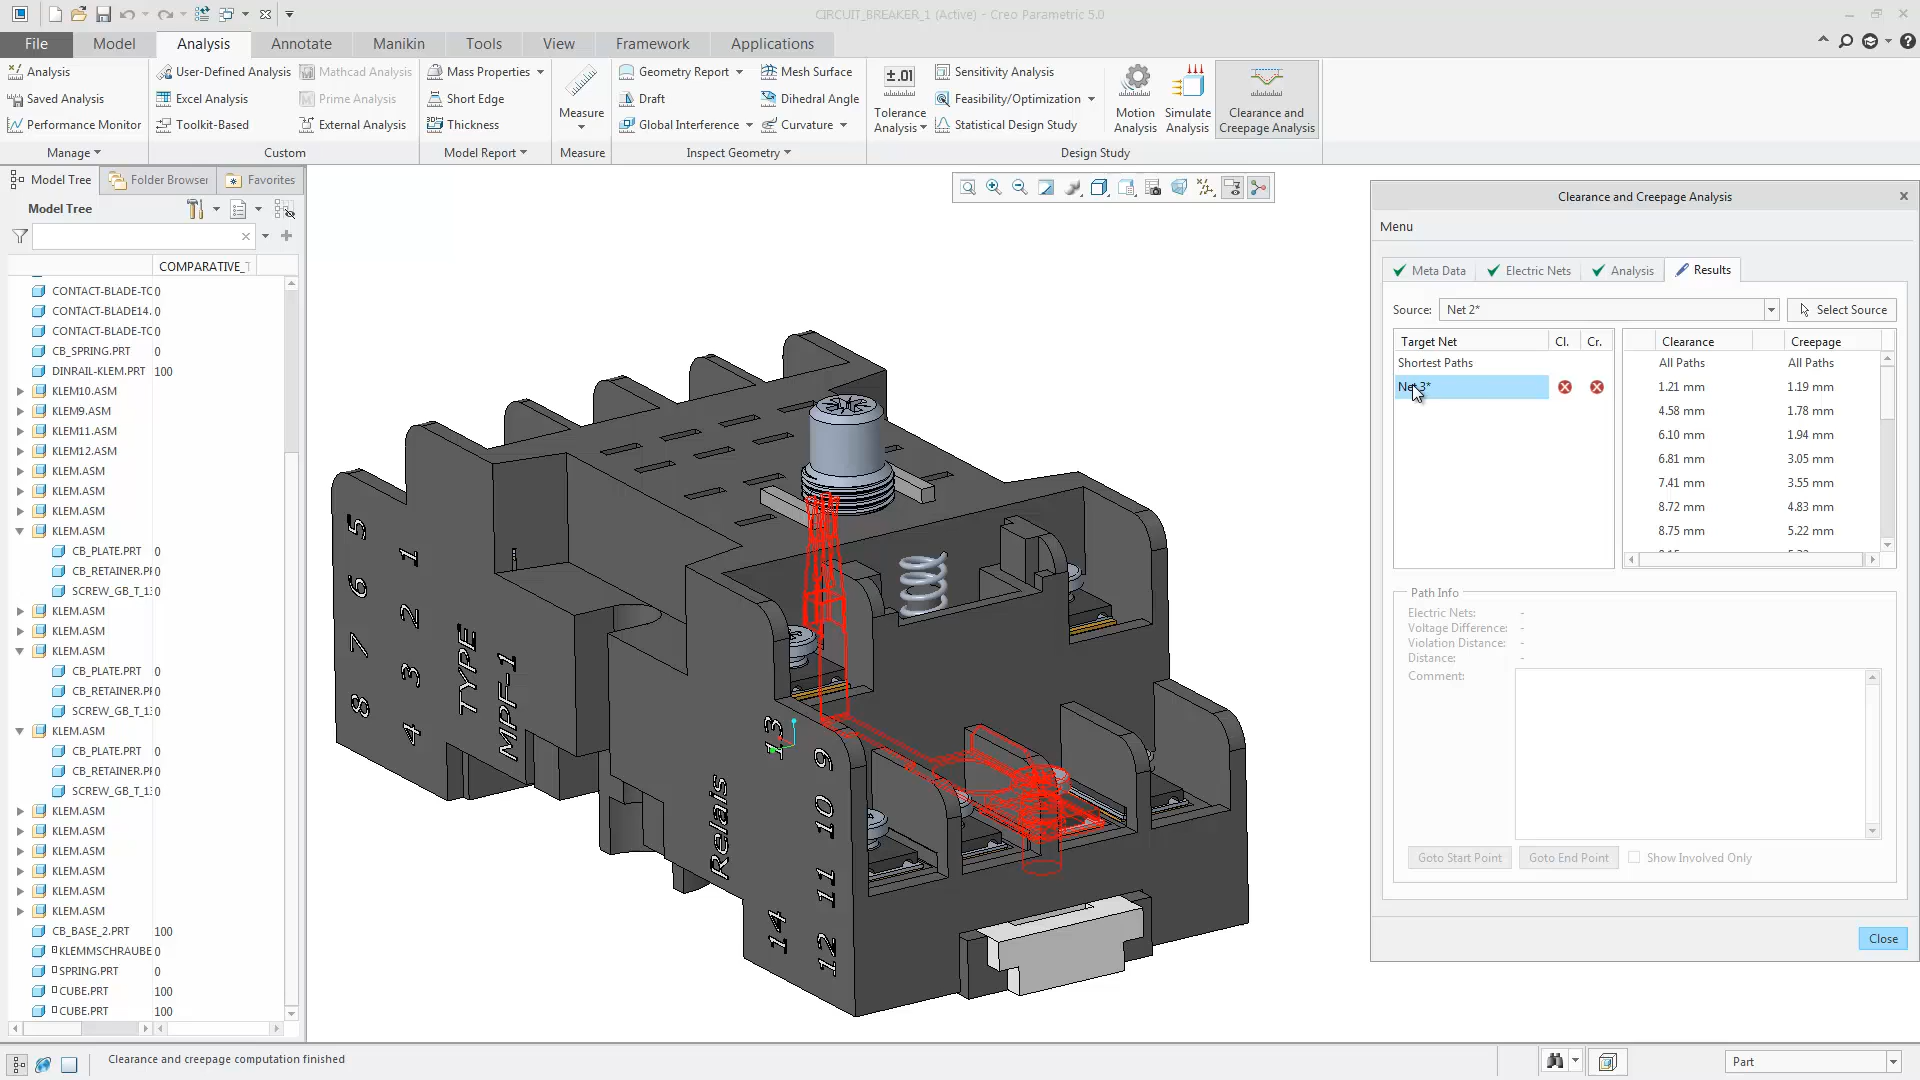 CIRCUIT_BREAKER_1 (Active) - Creo Parametric 5.0
File Model Analysis Annotate Manikin Tools View Framework Applications
Analysis
Saved Analysis
Performance Monitor
Manage
User-Defined Analysis
Excel Analysis
Toolkit-Based
Mathcad Analysis
Prime Analysis
External Analysis
Custom
Mass Properties
Short Edge
Thickness
Model Report
Measure
Measure
Geometry Report
Draft
Global Interference
Mesh Surface
Dihedral Angle
Curvature
Inspect Geometry
±.01
Tolerance
Analysis
Sensitivity Analysis
Feasibility/Optimization
Statistical Design Study
Motion
Analysis
Simulate
Analysis
Clearance and
Creepage Analysis
Design Study
Model Tree Folder Browser Favorites
Model Tree
COMPARATIVE_T
CONTACT-BLADE-TC 0
CONTACT-BLADE14. 0
CONTACT-BLADE-TC 0
CB_SPRING.PRT 0
DINRAIL-KLEM.PRT 100
KLEM10.ASM
KLEM9.ASM
KLEM11.ASM
KLEM12.ASM
KLEM.ASM
KLEM.ASM
KLEM.ASM
KLEM.ASM
CB_PLATE.PRT 0
CB_RETAINER.PR 0
SCREW_GB_T_13 0
KLEM.ASM
KLEM.ASM
KLEM.ASM
CB_PLATE.PRT 0
CB_RETAINER.PR 0
SCREW_GB_T_13 0
KLEM.ASM
CB_PLATE.PRT 0
CB_RETAINER.PR 0
SCREW_GB_T_13 0
KLEM.ASM
KLEM.ASM
KLEM.ASM
KLEM.ASM
KLEM.ASM
KLEM.ASM
CB_BASE_2.PRT 100
KLEMMSCHRAUBE 0
SPRING.PRT 0
CUBE.PRT 100
CUBE.PRT 100
5 6 7 8
1 2 3 4
TYPE
MPF-1
Relais
13
14
9 10 11 12
Clearance and Creepage Analysis
Menu
Meta Data Electric Nets Analysis Results
Source: Net 2* Select Source
Target Net Cl. Cr.
Shortest Paths
Net 3*
Clearance Creepage
All Paths All Paths
1.21 mm 1.19 mm
4.58 mm 1.78 mm
6.10 mm 1.94 mm
6.81 mm 3.05 mm
7.41 mm 3.55 mm
8.72 mm 4.83 mm
8.75 mm 5.22 mm
Path Info
Electric Nets: -
Voltage Difference: -
Violation Distance: -
Distance: -
Comment:
Goto Start Point Goto End Point Show Involved Only
Close
Clearance and creepage computation finished
Part